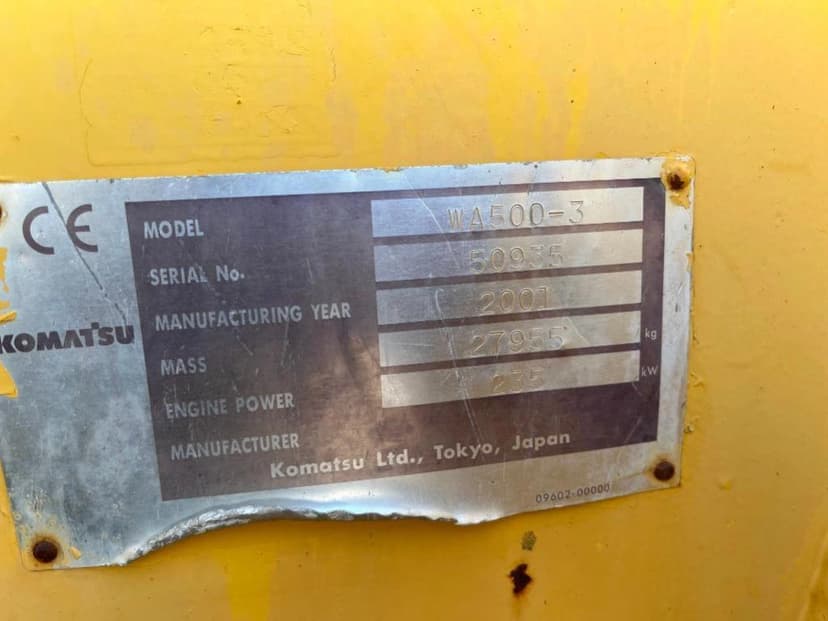 CE
KOMATSU
MODEL WA500-3
SERIAL No. 50935
MANUFACTURING YEAR 2001
MASS 27955 kg
ENGINE POWER 235 kW
MANUFACTURER
Komatsu Ltd., Tokyo, Japan
09602-00000